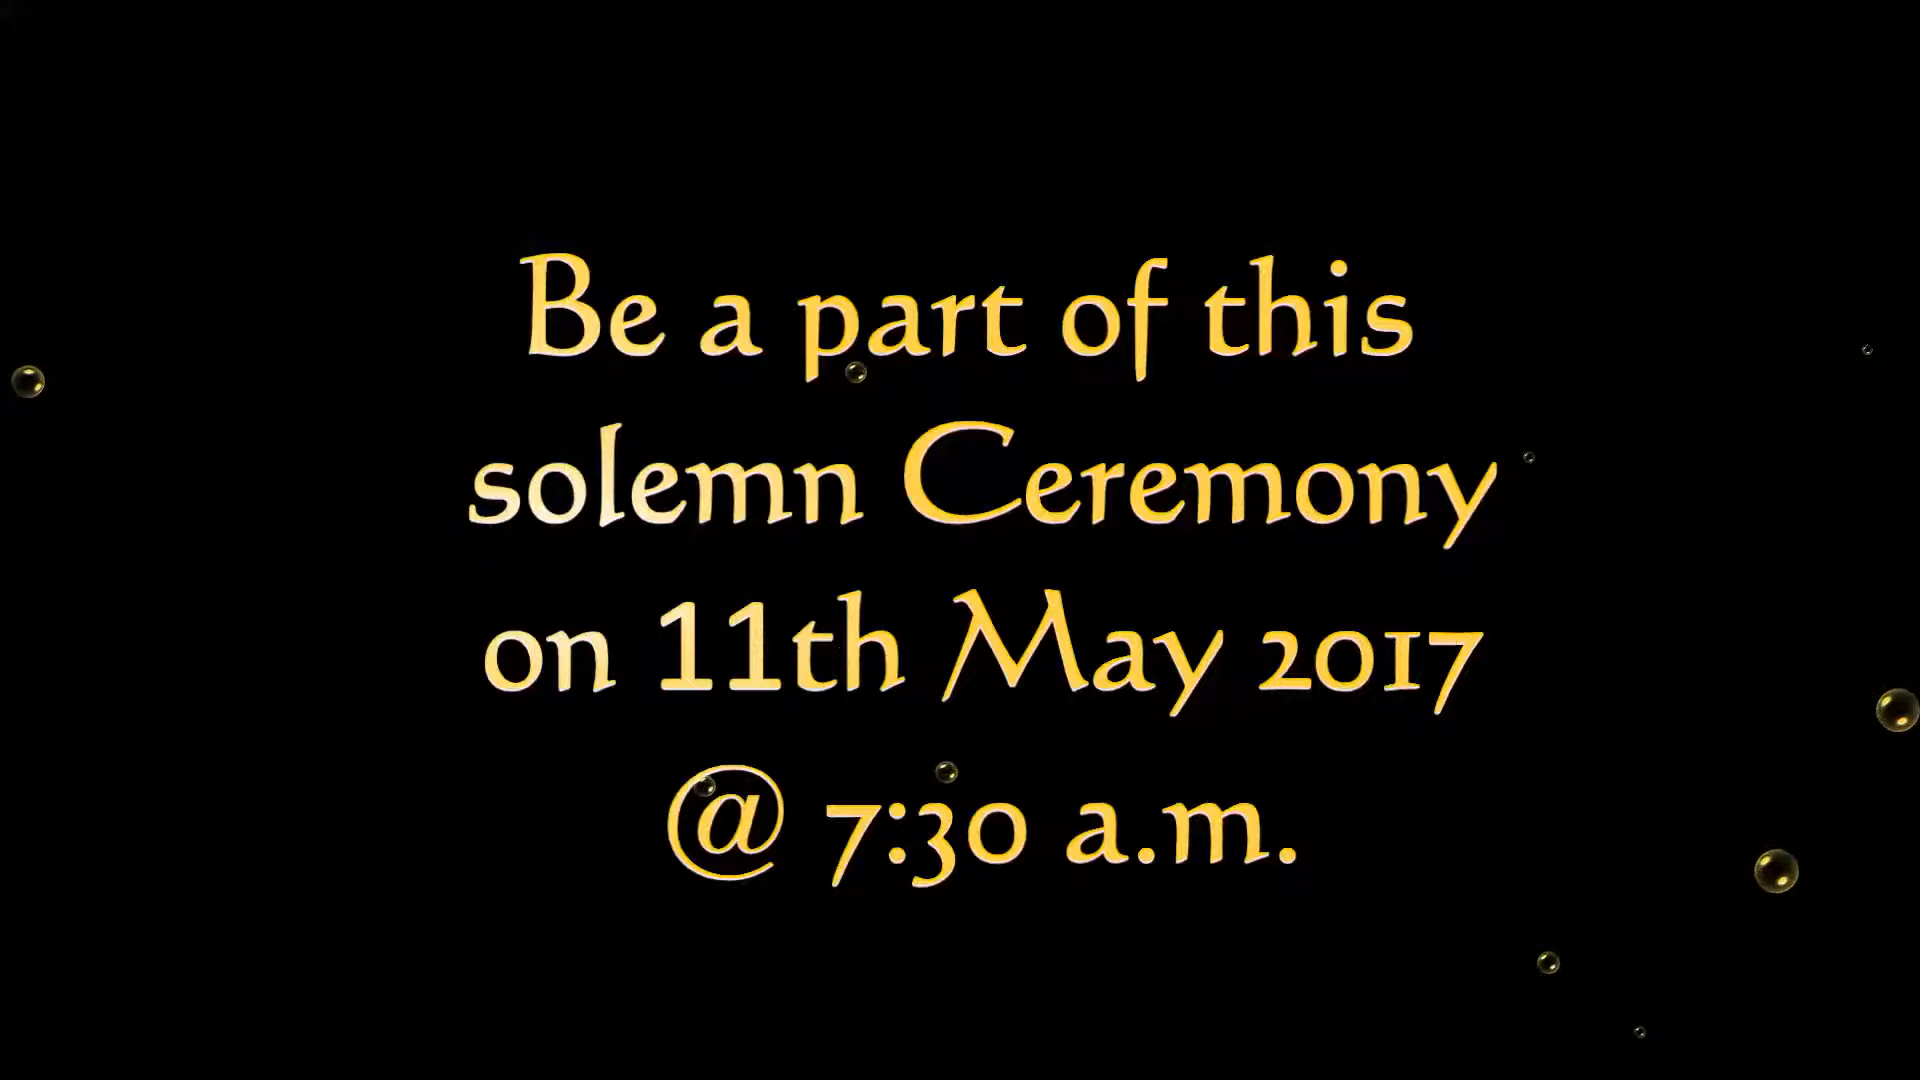 Be a part of this
solemn Ceremony
on 11th May 2017
@ 7:30 a.m.